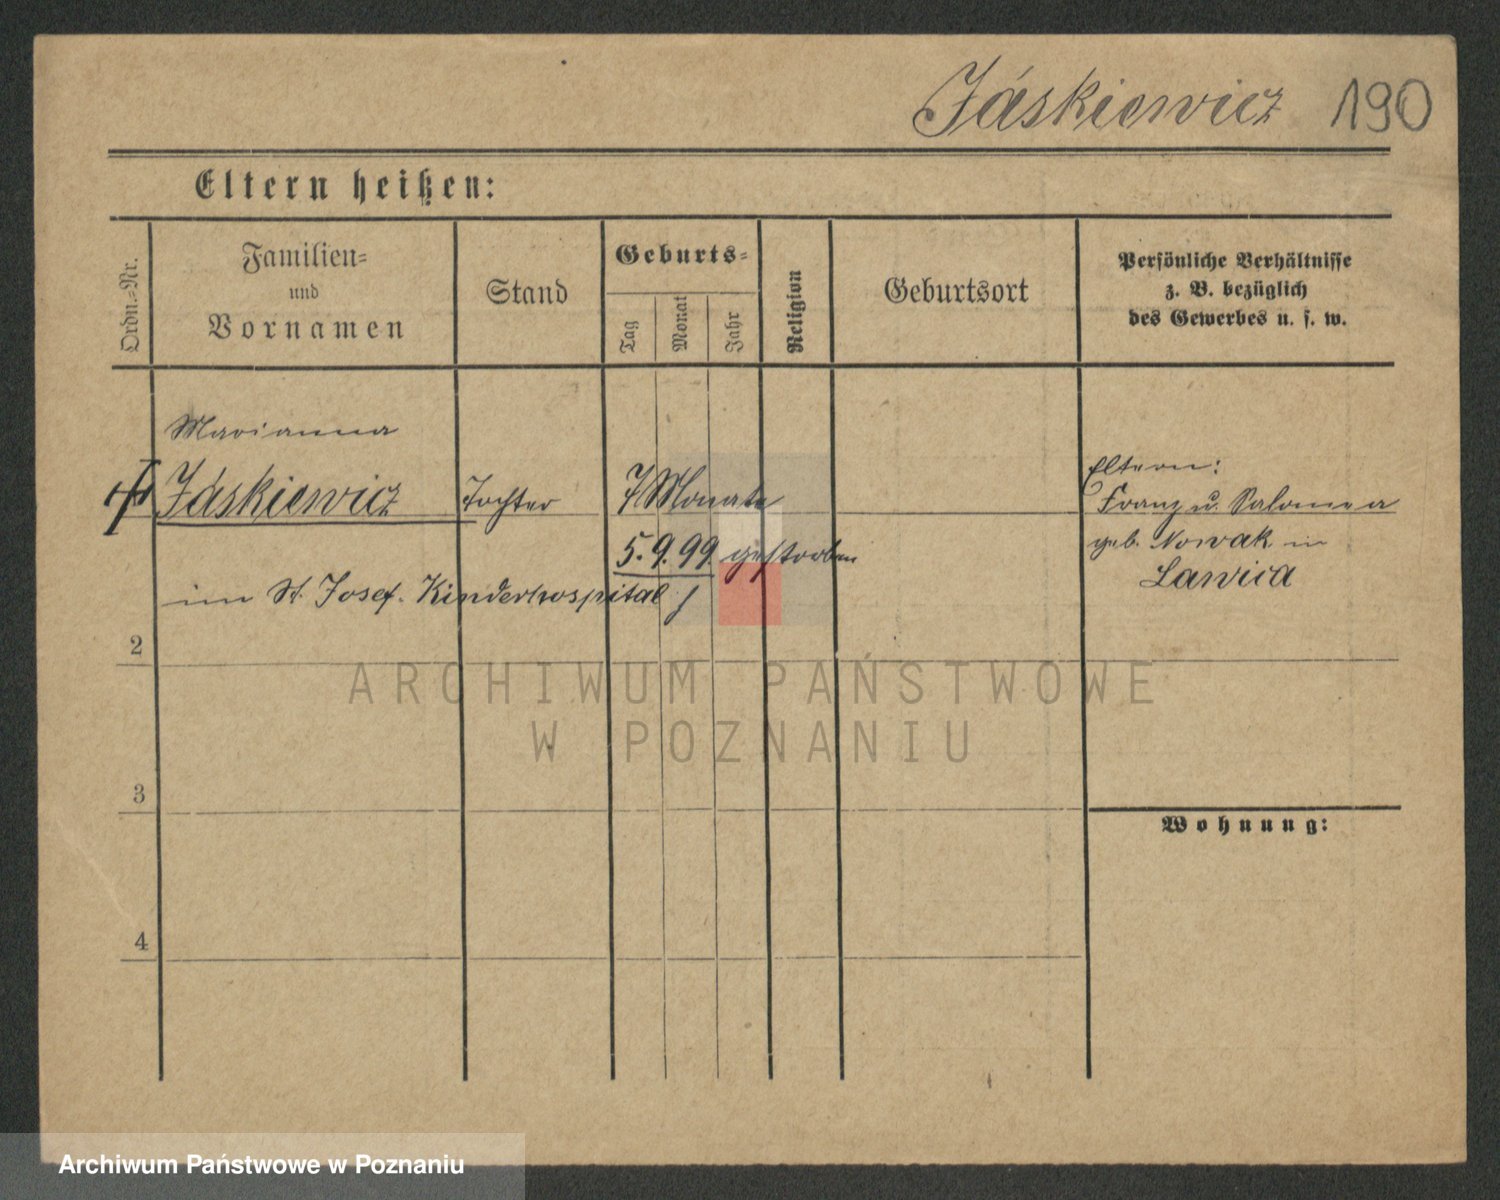 Jáskiewicz 190
Eltern heißen:
Ordn.-Nr.
Familien-
und
Vornamen
Stand
Geburts-
Tag
Monat
Jahr
Religion
Geburtsort
Persönliche Verhältnisse
z. B. bezüglich
des Gewerbes u. s. w.
Marianna
Jáskiewicz Tochter 7 Monate
5.9.99 gestorben
im St. Josef. Kinderhospital
Eltern:
Franz u. Salomea
geb. Nowak in
Lawica
2
3
4
Wohnung:
ARCHIWUM PAŃSTWOWE
W POZNANIU
Archiwum Państwowe w Poznaniu